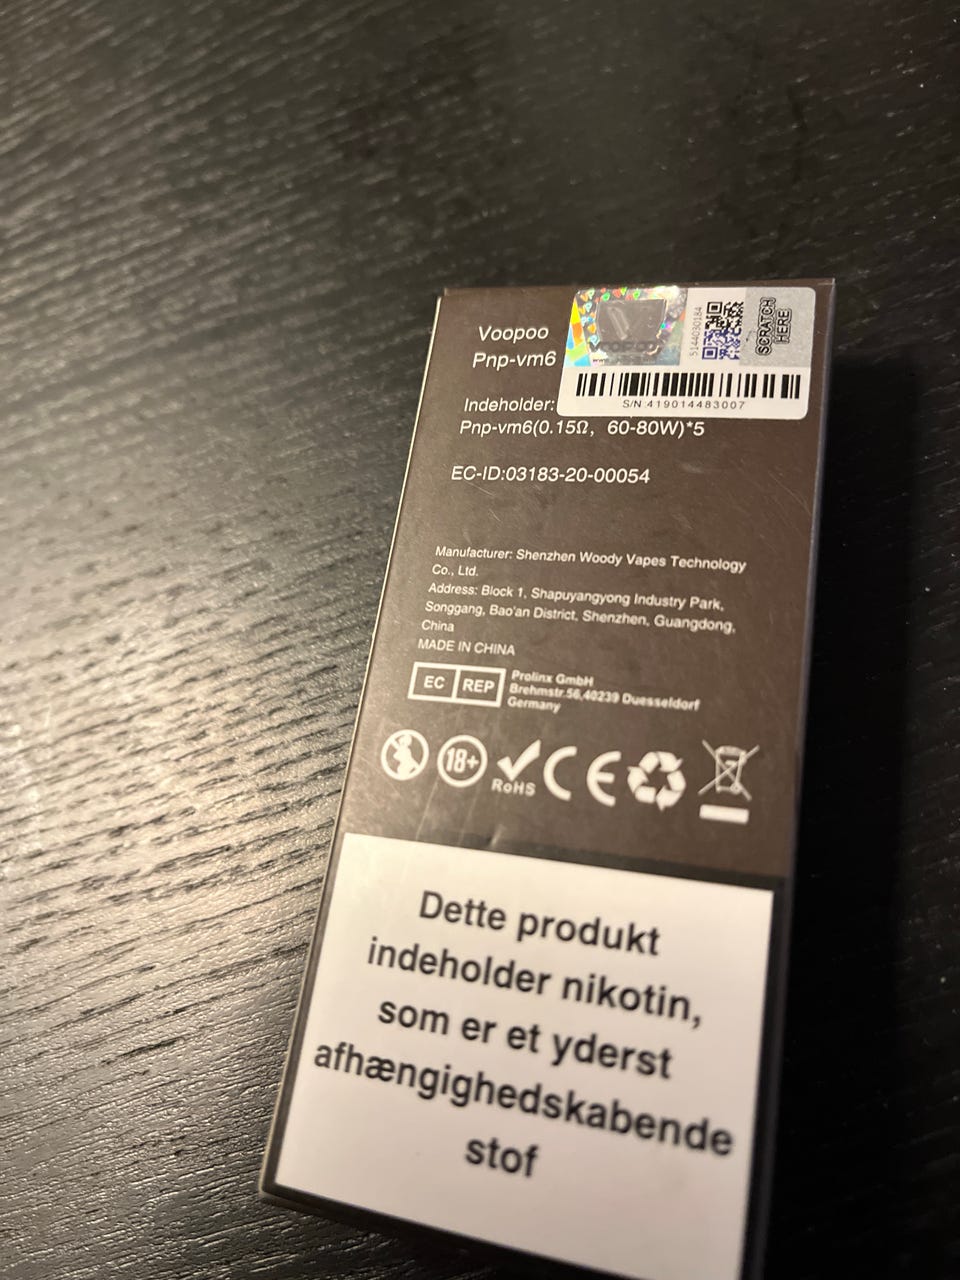 Voopoo
Pnp-vm6
5144030184
SCRATCH
HERE
VOOPOO
S/N:419014483007
Indeholder:
Pnp-vm6(0.15Ω, 60-80W)*5
EC-ID:03183-20-00054
Manufacturer: Shenzhen Woody Vapes Technology
Co., Ltd.
Address: Block 1, Shapuyangyong Industry Park,
Songgang, Bao'an District, Shenzhen, Guangdong,
China
MADE IN CHINA
EC REP
Prolinx GmbH
Brehmstr.56,40239 Duesseldorf
Germany
18+
RoHS
CE
Dette produkt
indeholder nikotin,
som er et yderst
afhængighedskabende
stof